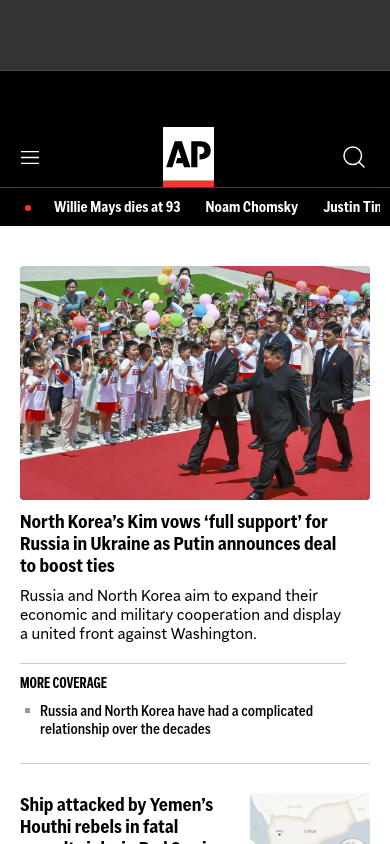 AP
Willie Mays dies at 93 Noam Chomsky Justin
North Korea’s Kim vows ‘full support’ for
Russia in Ukraine as Putin announces deal
to boost ties
Russia and North Korea aim to expand their
economic and military cooperation and display
a united front against Washington.
MORE COVERAGE
Russia and North Korea have had a complicated
relationship over the decades
Ship attacked by Yemen’s
Houthi rebels in fatal